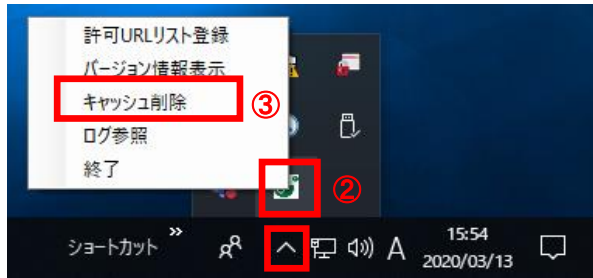 許可URLリスト登録
バージョン情報表示
キャッシュ削除
③
ログ参照
終了
②
ショートカット
»
A
15:54
2020/03/13